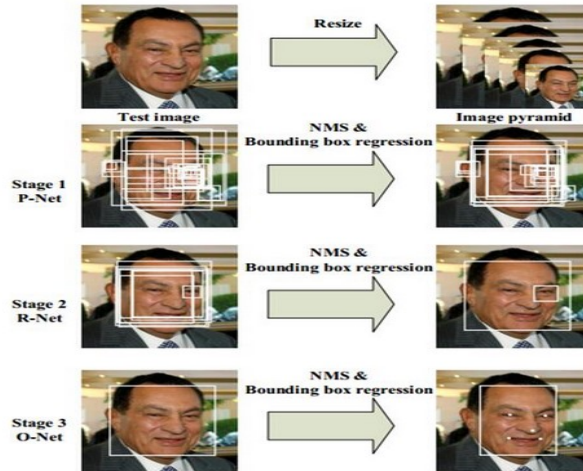 Resize
Test image
Image pyramid
NMS &
Bounding box regression
Stage 1
P-Net
NMS &
Bounding box regression
Stage 2
R-Net
NMS &
Bounding box regression
Stage 3
O-Net